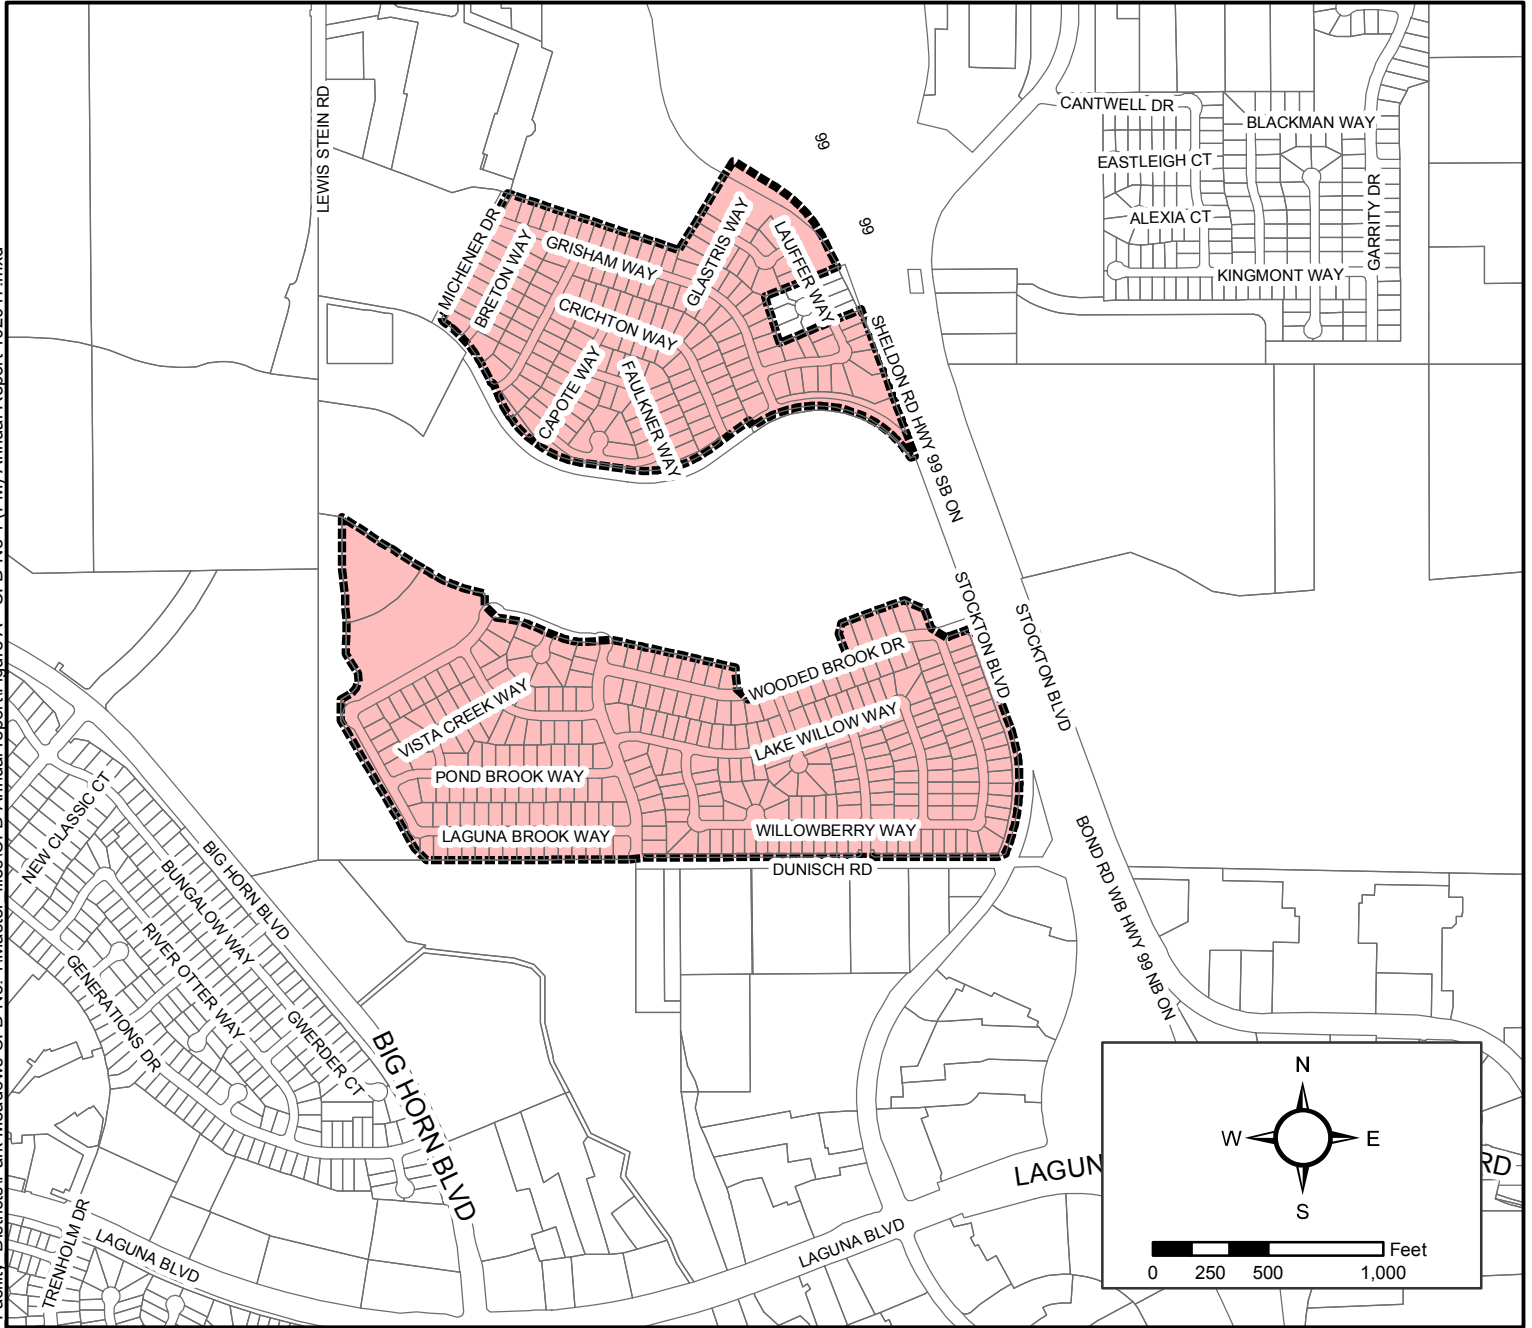 CANTWELL DR
BLACKMAN WAY
99
LEWIS STEIN RD
EASTLEIGH CT
GARRITY DR
ALEXIA CT
99
KINGMONT WAY
MICHENER DR
BRETON WAY
GRISHAM WAY
GLASTRIS WAY
LAUFFER WAY
CRICHTON WAY
CAPOTE WAY
FAULKNER WAY
SHELDON RD HWY 99 SB ON
STOCKTON BLVD
STOCKTON BLVD
WOODED BROOK DR
VISTA CREEK WAY
LAKE WILLOW WAY
POND BROOK WAY
LAGUNA BROOK WAY
WILLOWBERRY WAY
DUNISCH RD
BOND RD WB HWY 99 NB ON
NEW CLASSIC CT
BIG HORN BLVD
BUNGALOW WAY
RIVER OTTER WAY
GENERATIONS DR
GWERDER CT
BIG HORN BLVD
TRENHOLM DR
LAGUNA BLVD
LAGUNA BLVD
LAGUN
RD
N
W
E
S
Feet
0 250 500 1,000